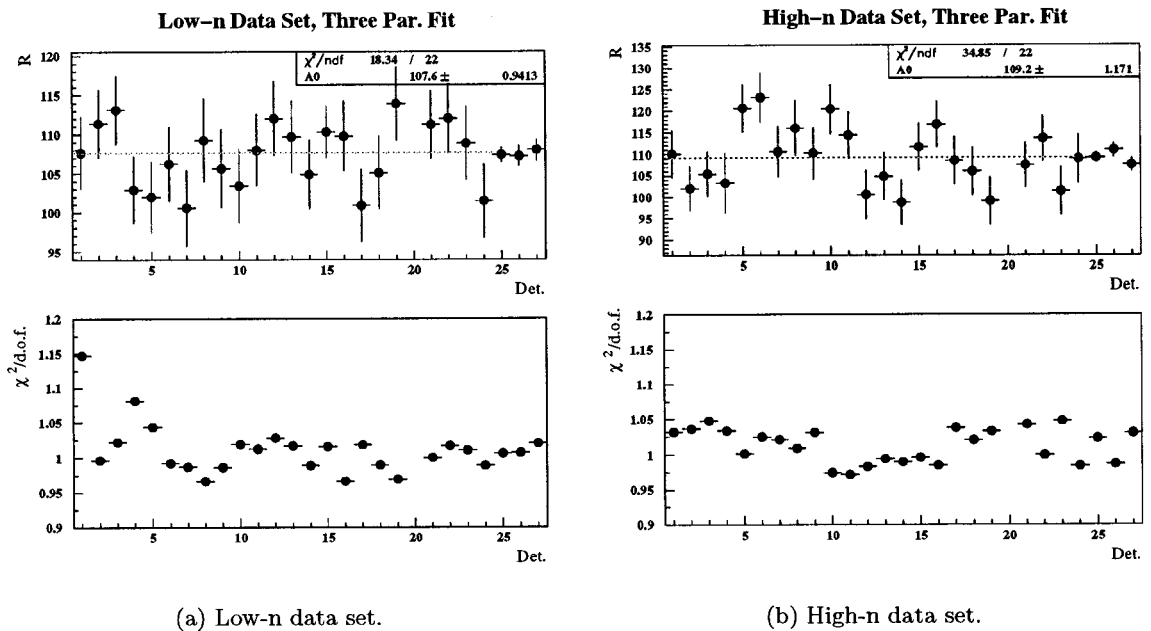 Low–n Data Set, Three Par. Fit
R
120
115
110
105
100
95
χ²/ndf 18.34 / 22
A0 107.6 ± 0.9413
5 10 15 20 25
Det.
χ²/d.o.f.
1.2
1.15
1.1
1.05
1
0.95
0.9
5 10 15 20 25
Det.
(a) Low-n data set.
High–n Data Set, Three Par. Fit
R
135
130
125
120
115
110
105
100
95
90
χ²/ndf 34.85 / 22
A0 109.2 ± 1.171
5 10 15 20 25
Det.
χ²/d.o.f.
1.2
1.15
1.1
1.05
1
0.95
0.9
5 10 15 20 25
Det.
(b) High-n data set.